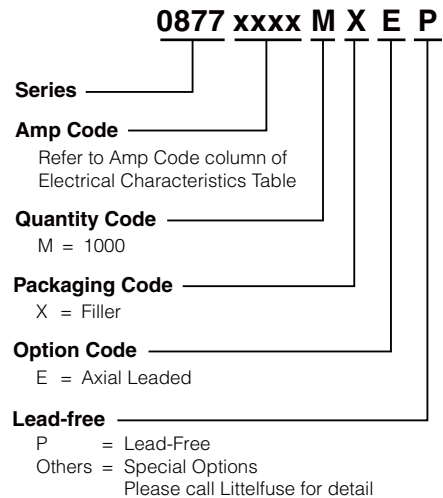 0877 xxxx M X E P
Series
Amp Code
Refer to Amp Code column of
Electrical Characteristics Table
Quantity Code
M = 1000
Packaging Code
X = Filler
Option Code
E = Axial Leaded
Lead-free
P = Lead-Free
Others = Special Options
Please call Littelfuse for detail